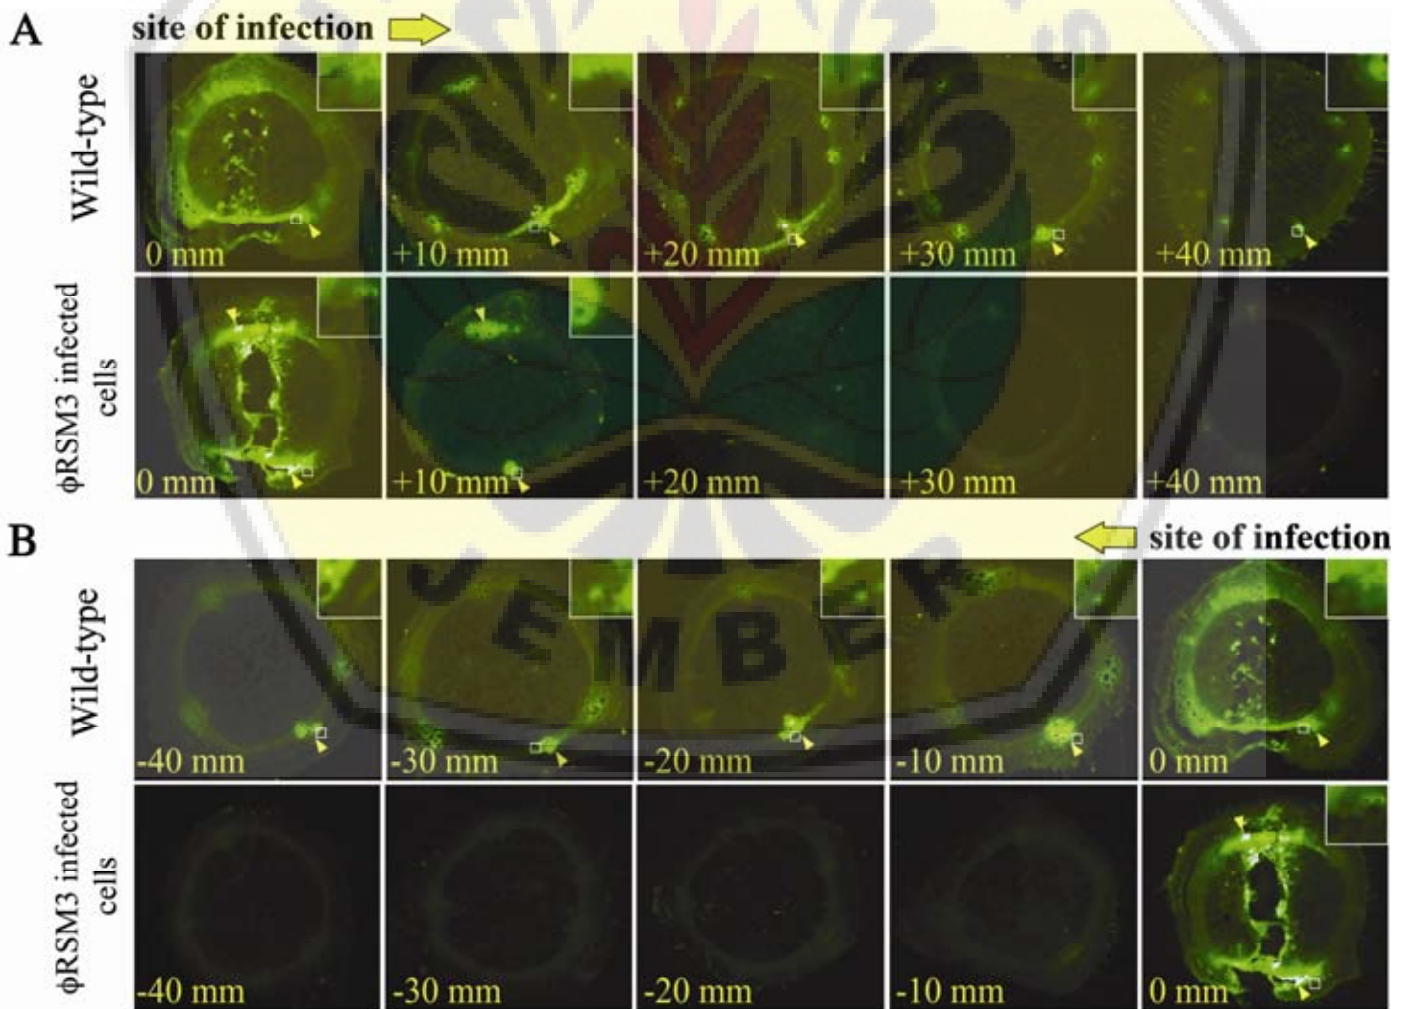 A
site of infection
Wild-type
0 mm
+10 mm
+20 mm
+30 mm
+40 mm
ϕRSM3 infected
cells
0 mm
+10 mm
+20 mm
+30 mm
+40 mm
B
site of infection
Wild-type
-40 mm
-30 mm
-20 mm
-10 mm
0 mm
ϕRSM3 infected
cells
-40 mm
-30 mm
-20 mm
-10 mm
0 mm
JEMBER